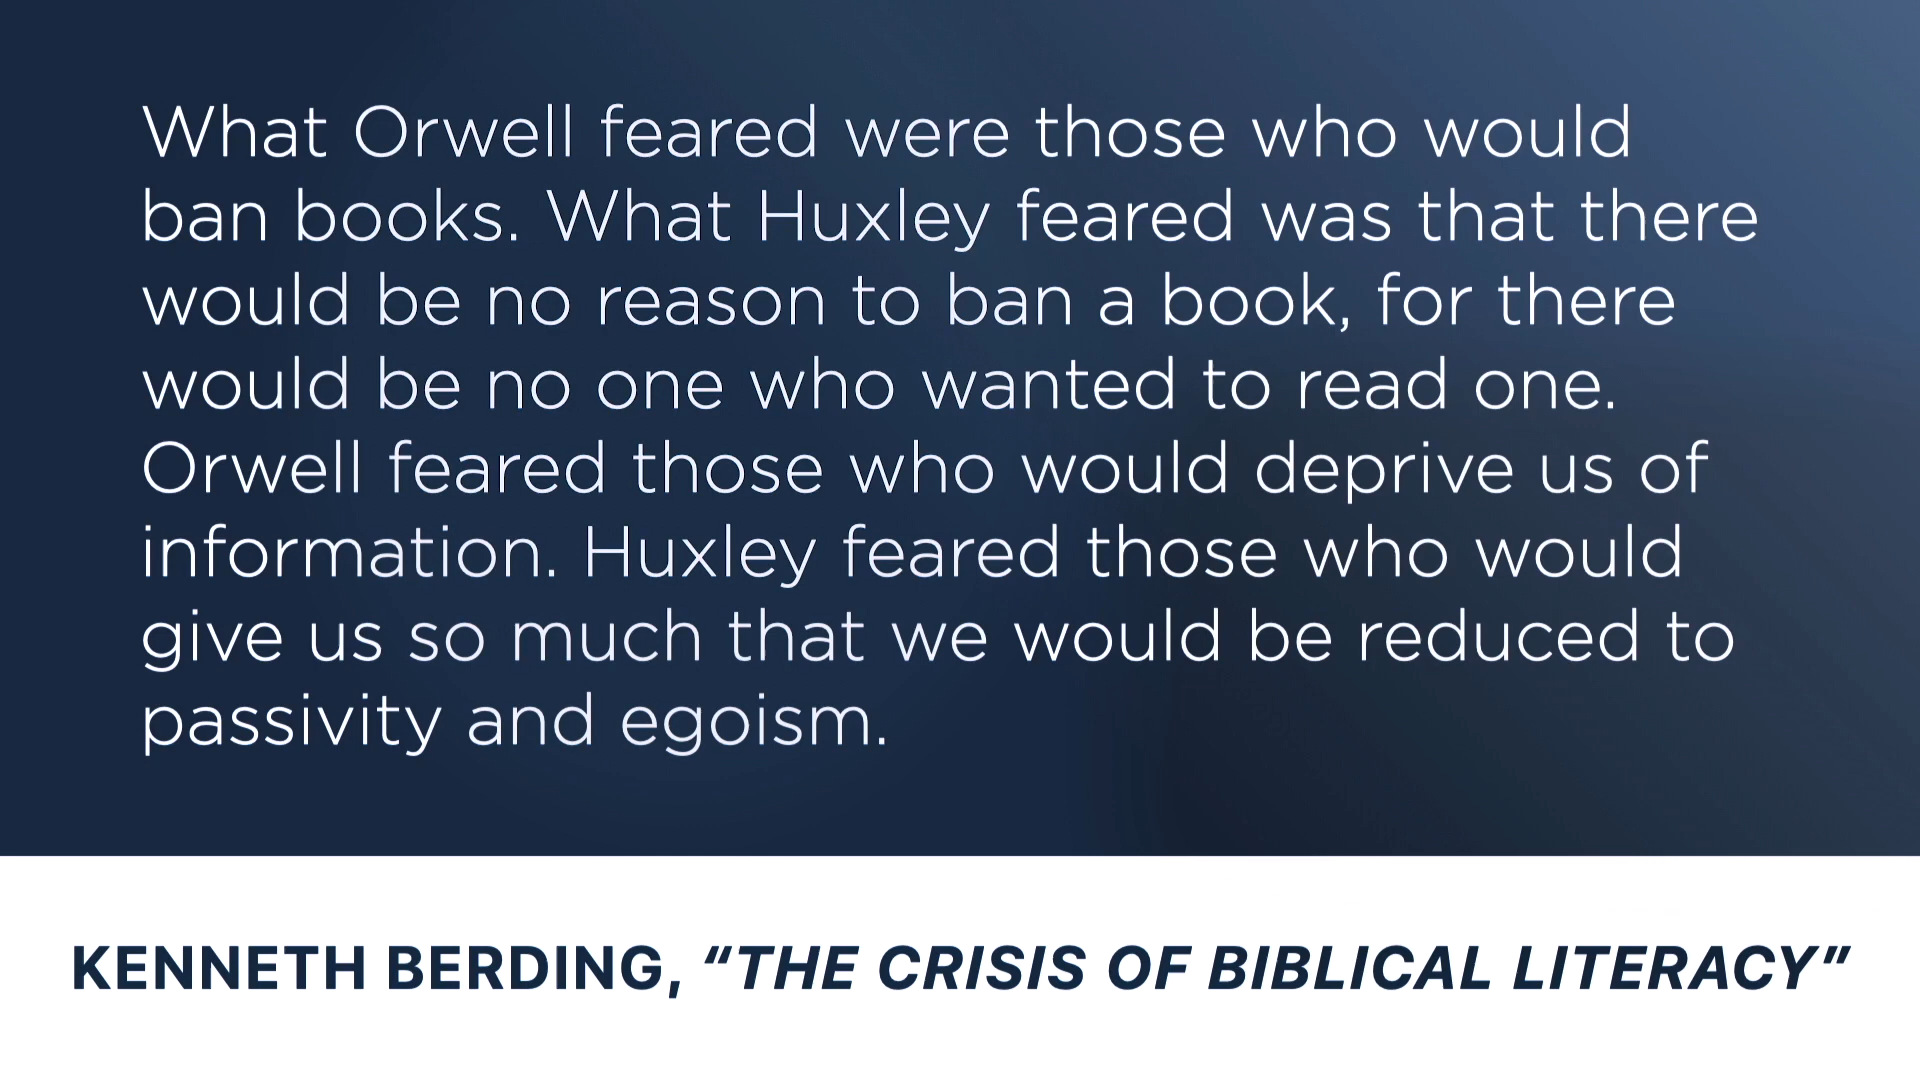 What Orwell feared were those who would
ban books. What Huxley feared was that there
would be no reason to ban a book, for there
would be no one who wanted to read one.
Orwell feared those who would deprive us of
information. Huxley feared those who would
give us so much that we would be reduced to
passivity and egoism.
KENNETH BERDING, “THE CRISIS OF BIBLICAL LITERACY”